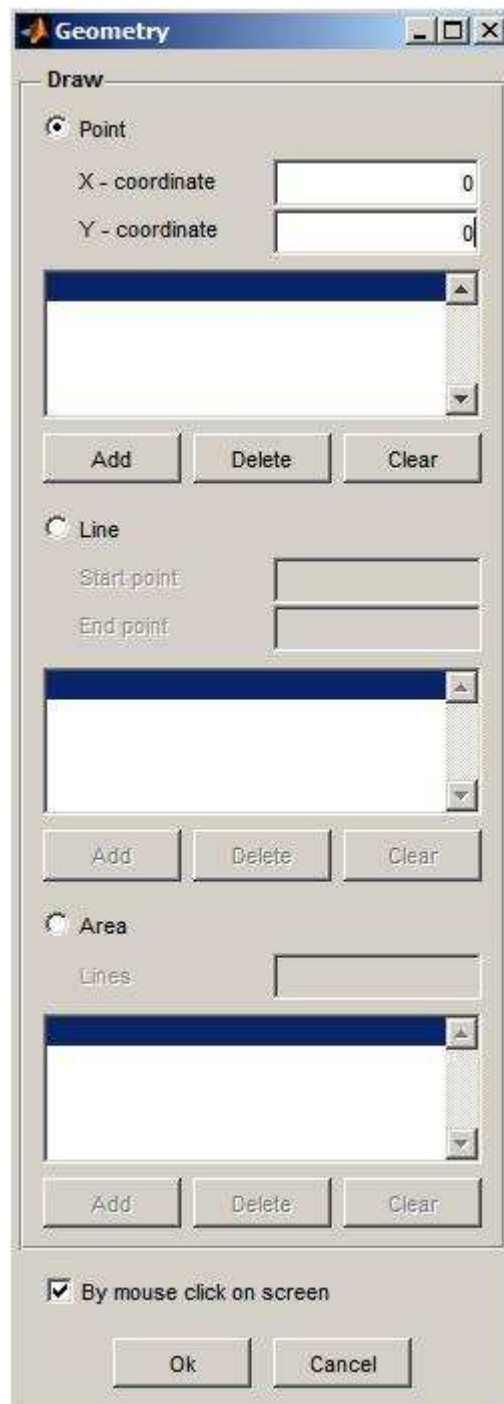 Geometry
Draw
Point
X - coordinate 0
Y - coordinate 0
Add Delete Clear
Line
Start point
End point
Add Delete Clear
Area
Lines
Add Delete Clear
By mouse click on screen
Ok Cancel